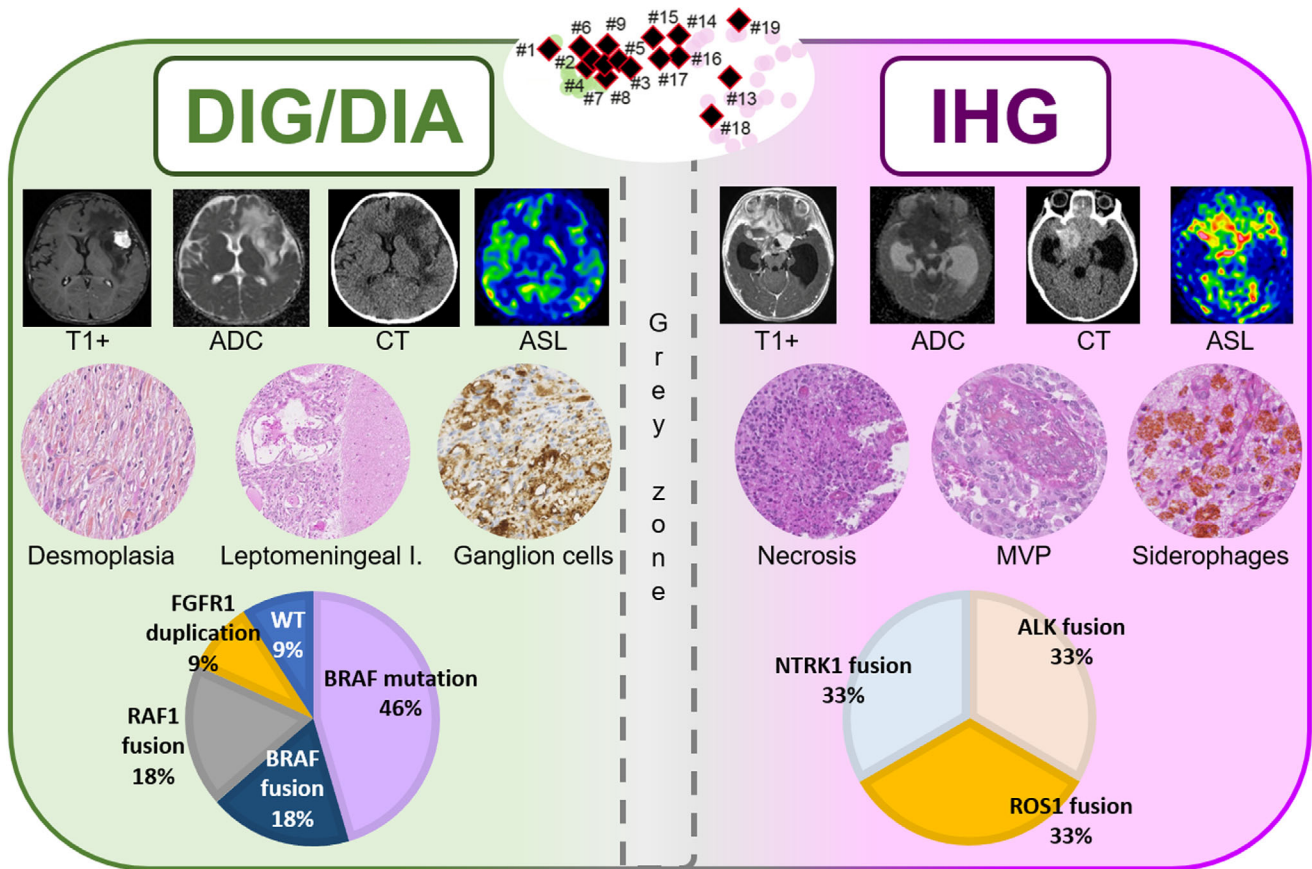 #15
#14
#6
#9
#19
#1
#5
#2
#16
#4
#3
#17
#7
#8
#13
#18
DIG/DIA
IHG
T1+
ADC
CT
ASL
T1+
ADC
CT
ASL
Desmoplasia
Leptomeningeal I.
Ganglion cells
Grey zone
Necrosis
MVP
Siderophages
FGFR1
duplication
9%
WT
9%
BRAF mutation
46%
RAF1
fusion
18%
BRAF
fusion
18%
ALK fusion
33%
NTRK1 fusion
33%
ROS1 fusion
33%